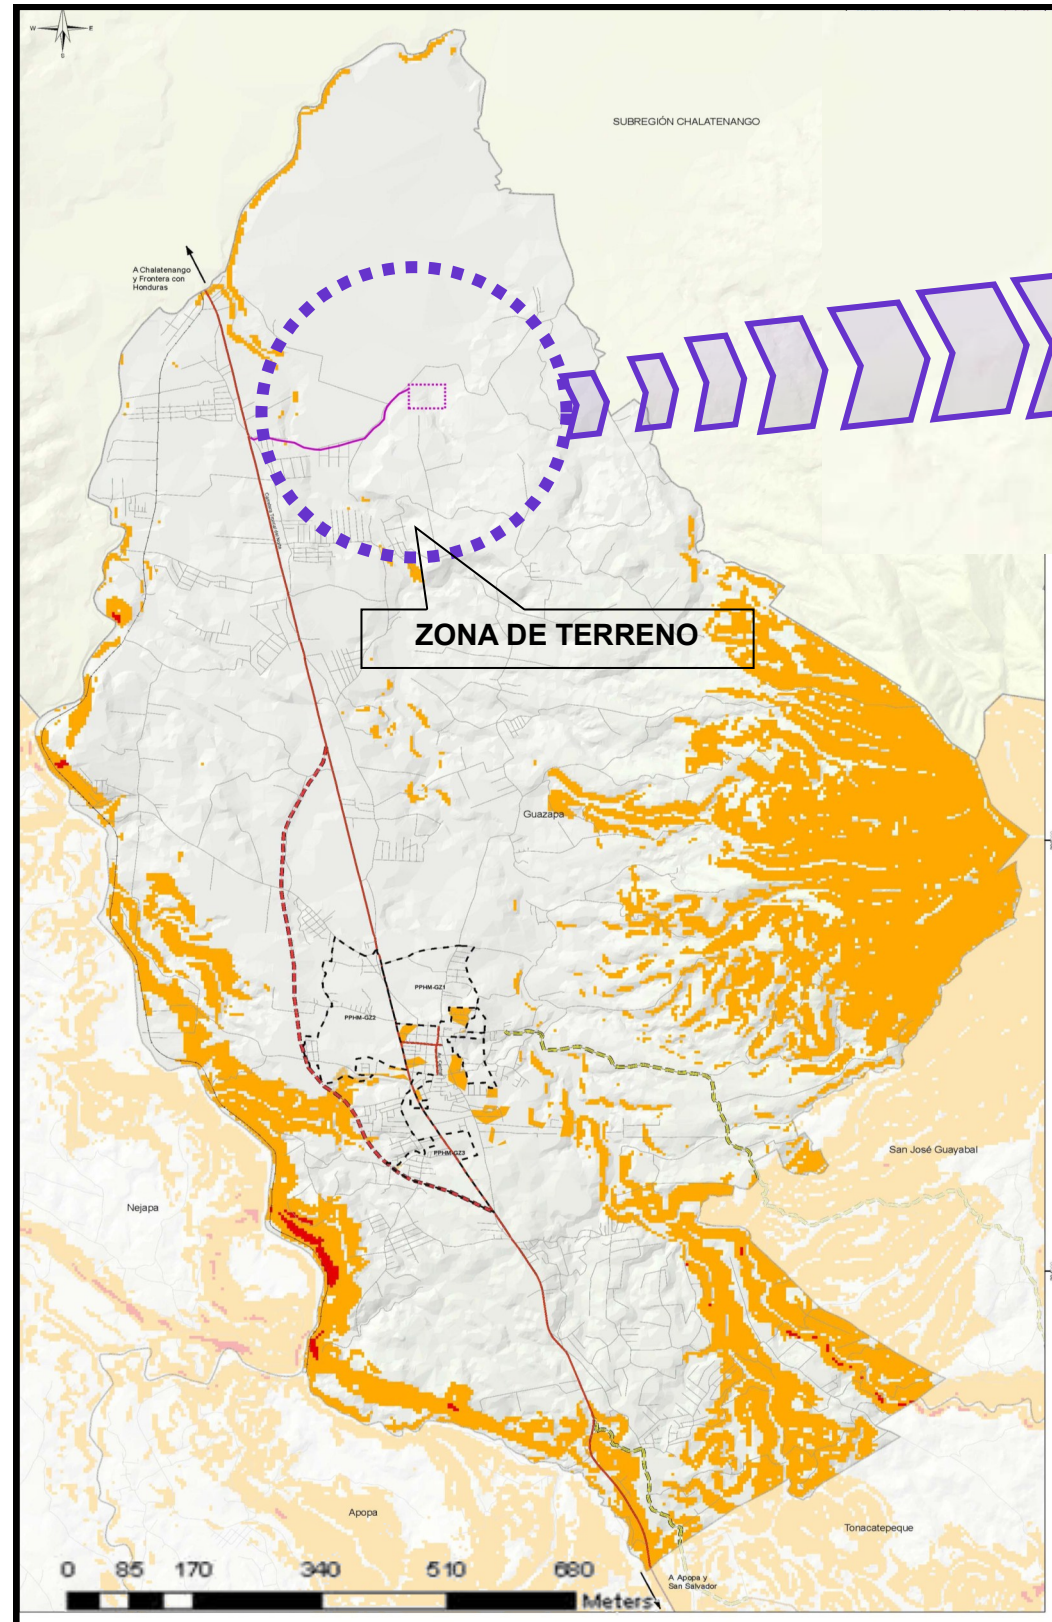 W E
S
SUBREGIÓN CHALATENANGO
A Chalatenango
y Frontera con
Honduras
ZONA DE TERRENO
Guazapa
PPHM-GZ1
PPHM-GZ2
PPHM-GZ3
San José Guayabal
Nejapa
Apopa
Tonacatepeque
0 85 170 340 510 680
Meters
A Apopa y
San Salvador